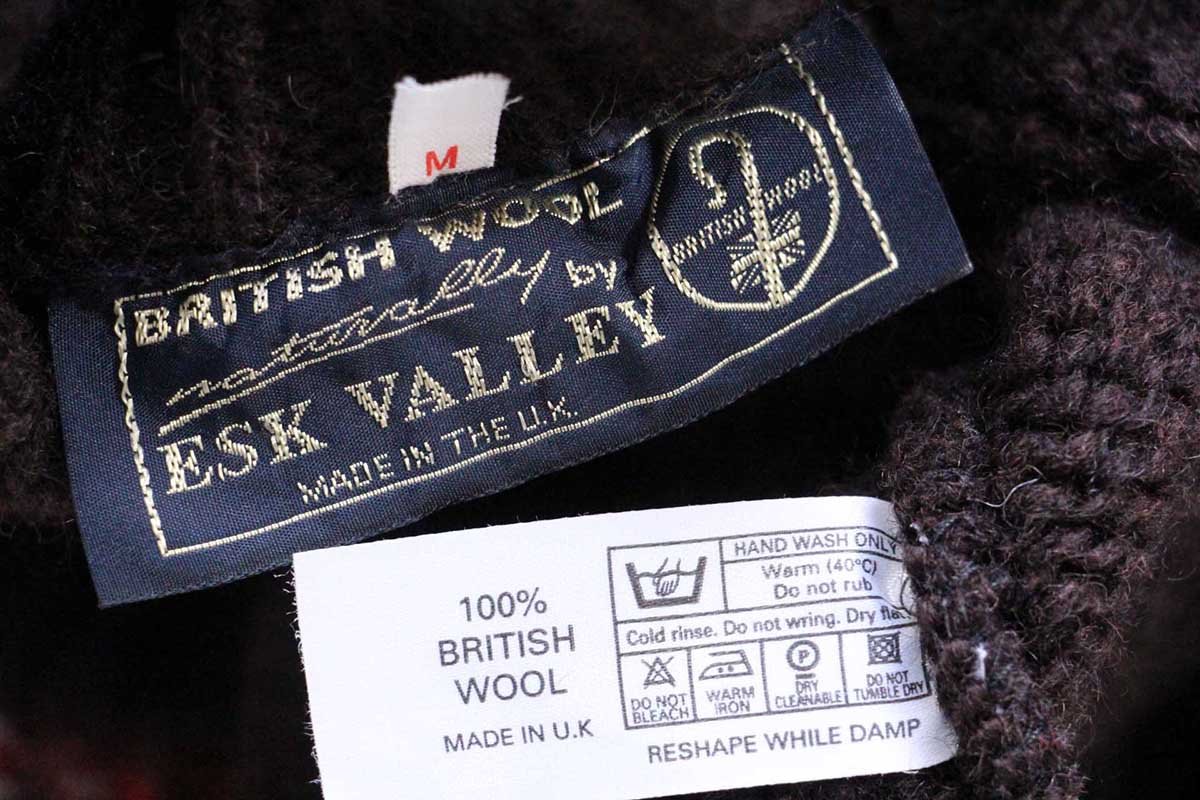 M
BRITISH WOOL
naturally by
ESK VALLEY
MADE IN THE U.K.
BRITISH WOOL
100%
BRITISH
WOOL
MADE IN U.K
HAND WASH ONLY
Warm (40°C)
Do not rub
Cold rinse. Do not wring. Dry flat
DO NOT
BLEACH
WARM
IRON
P
DRY
CLEANABLE
DO NOT
TUMBLE DRY
RESHAPE WHILE DAMP